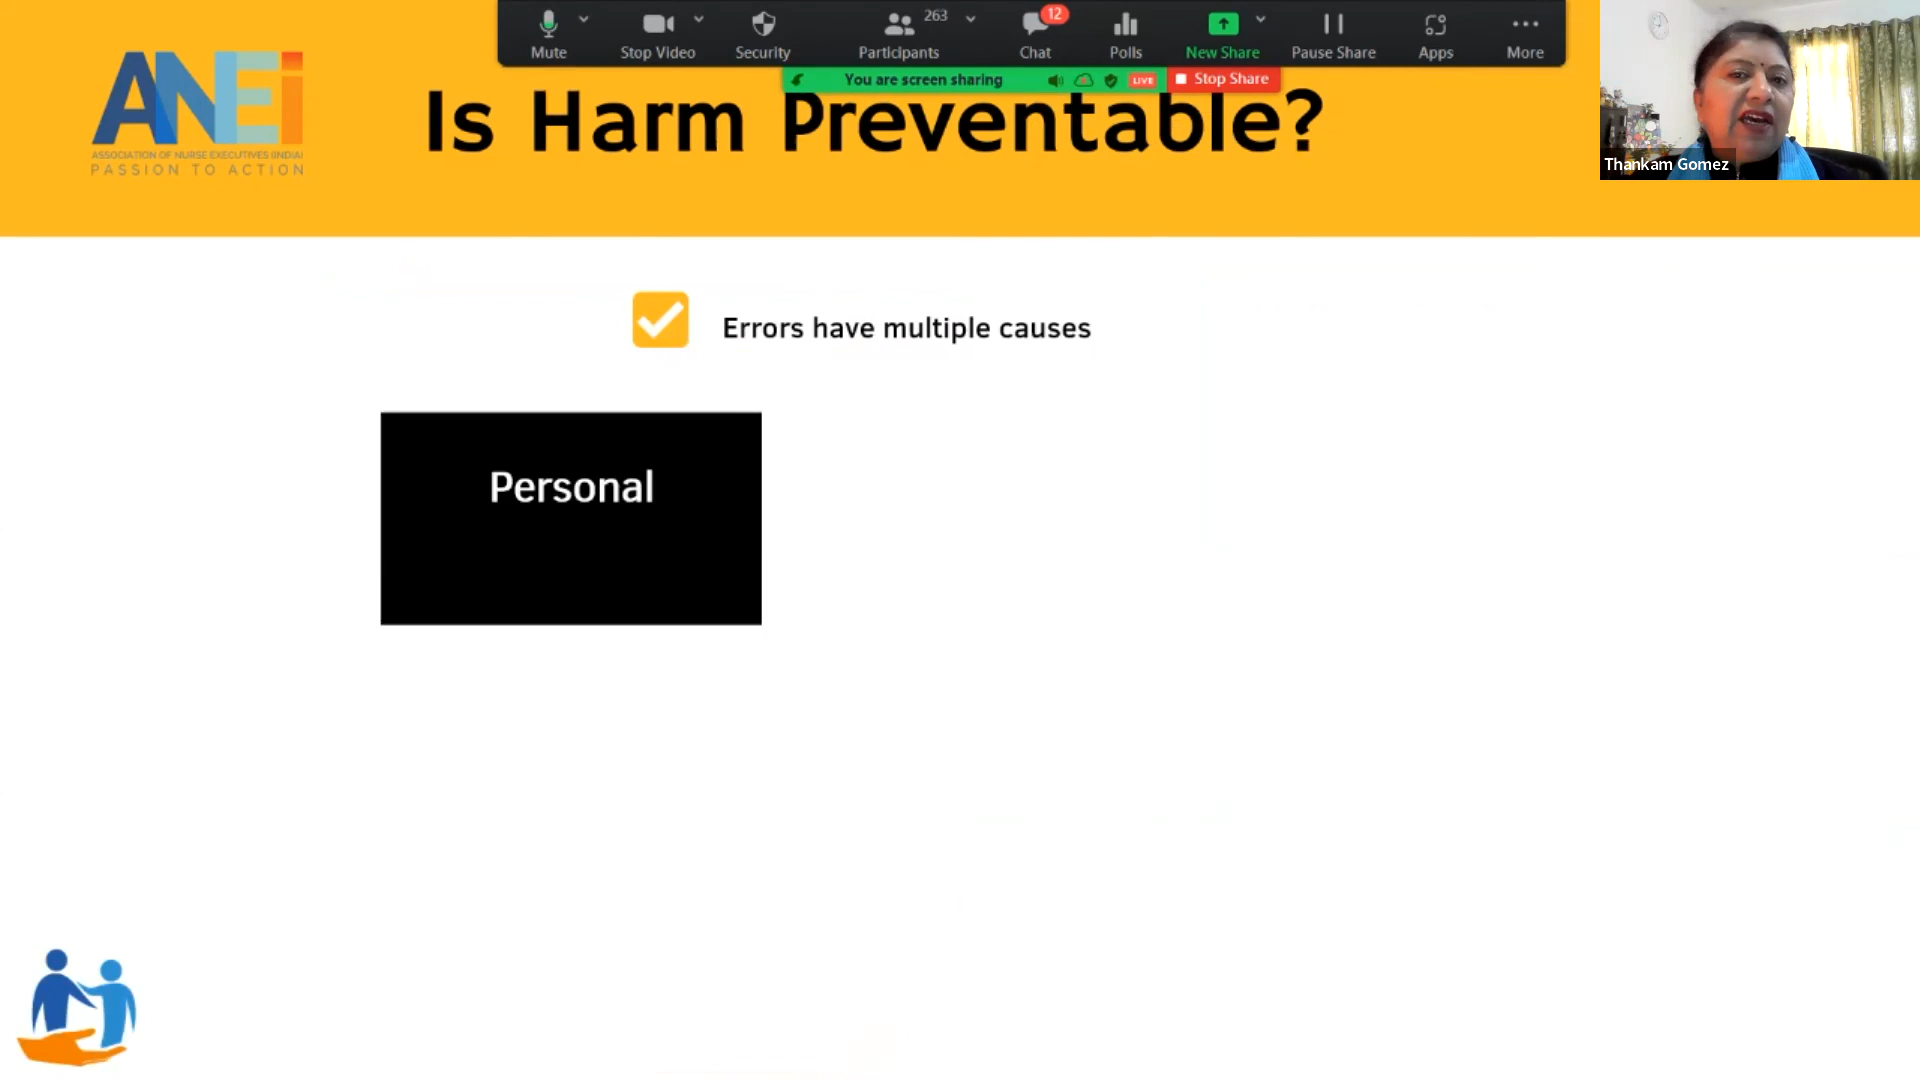 Mute
Stop Video
Security
263
Participants
12
Chat
Polls
New Share
Pause Share
Apps
More
You are screen sharing
LIVE
Stop Share
ANEi
ASSOCIATION OF NURSE EXECUTIVES (INDIA)
PASSION TO ACTION
Is Harm Preventable?
Thankam Gomez
Errors have multiple causes
Personal